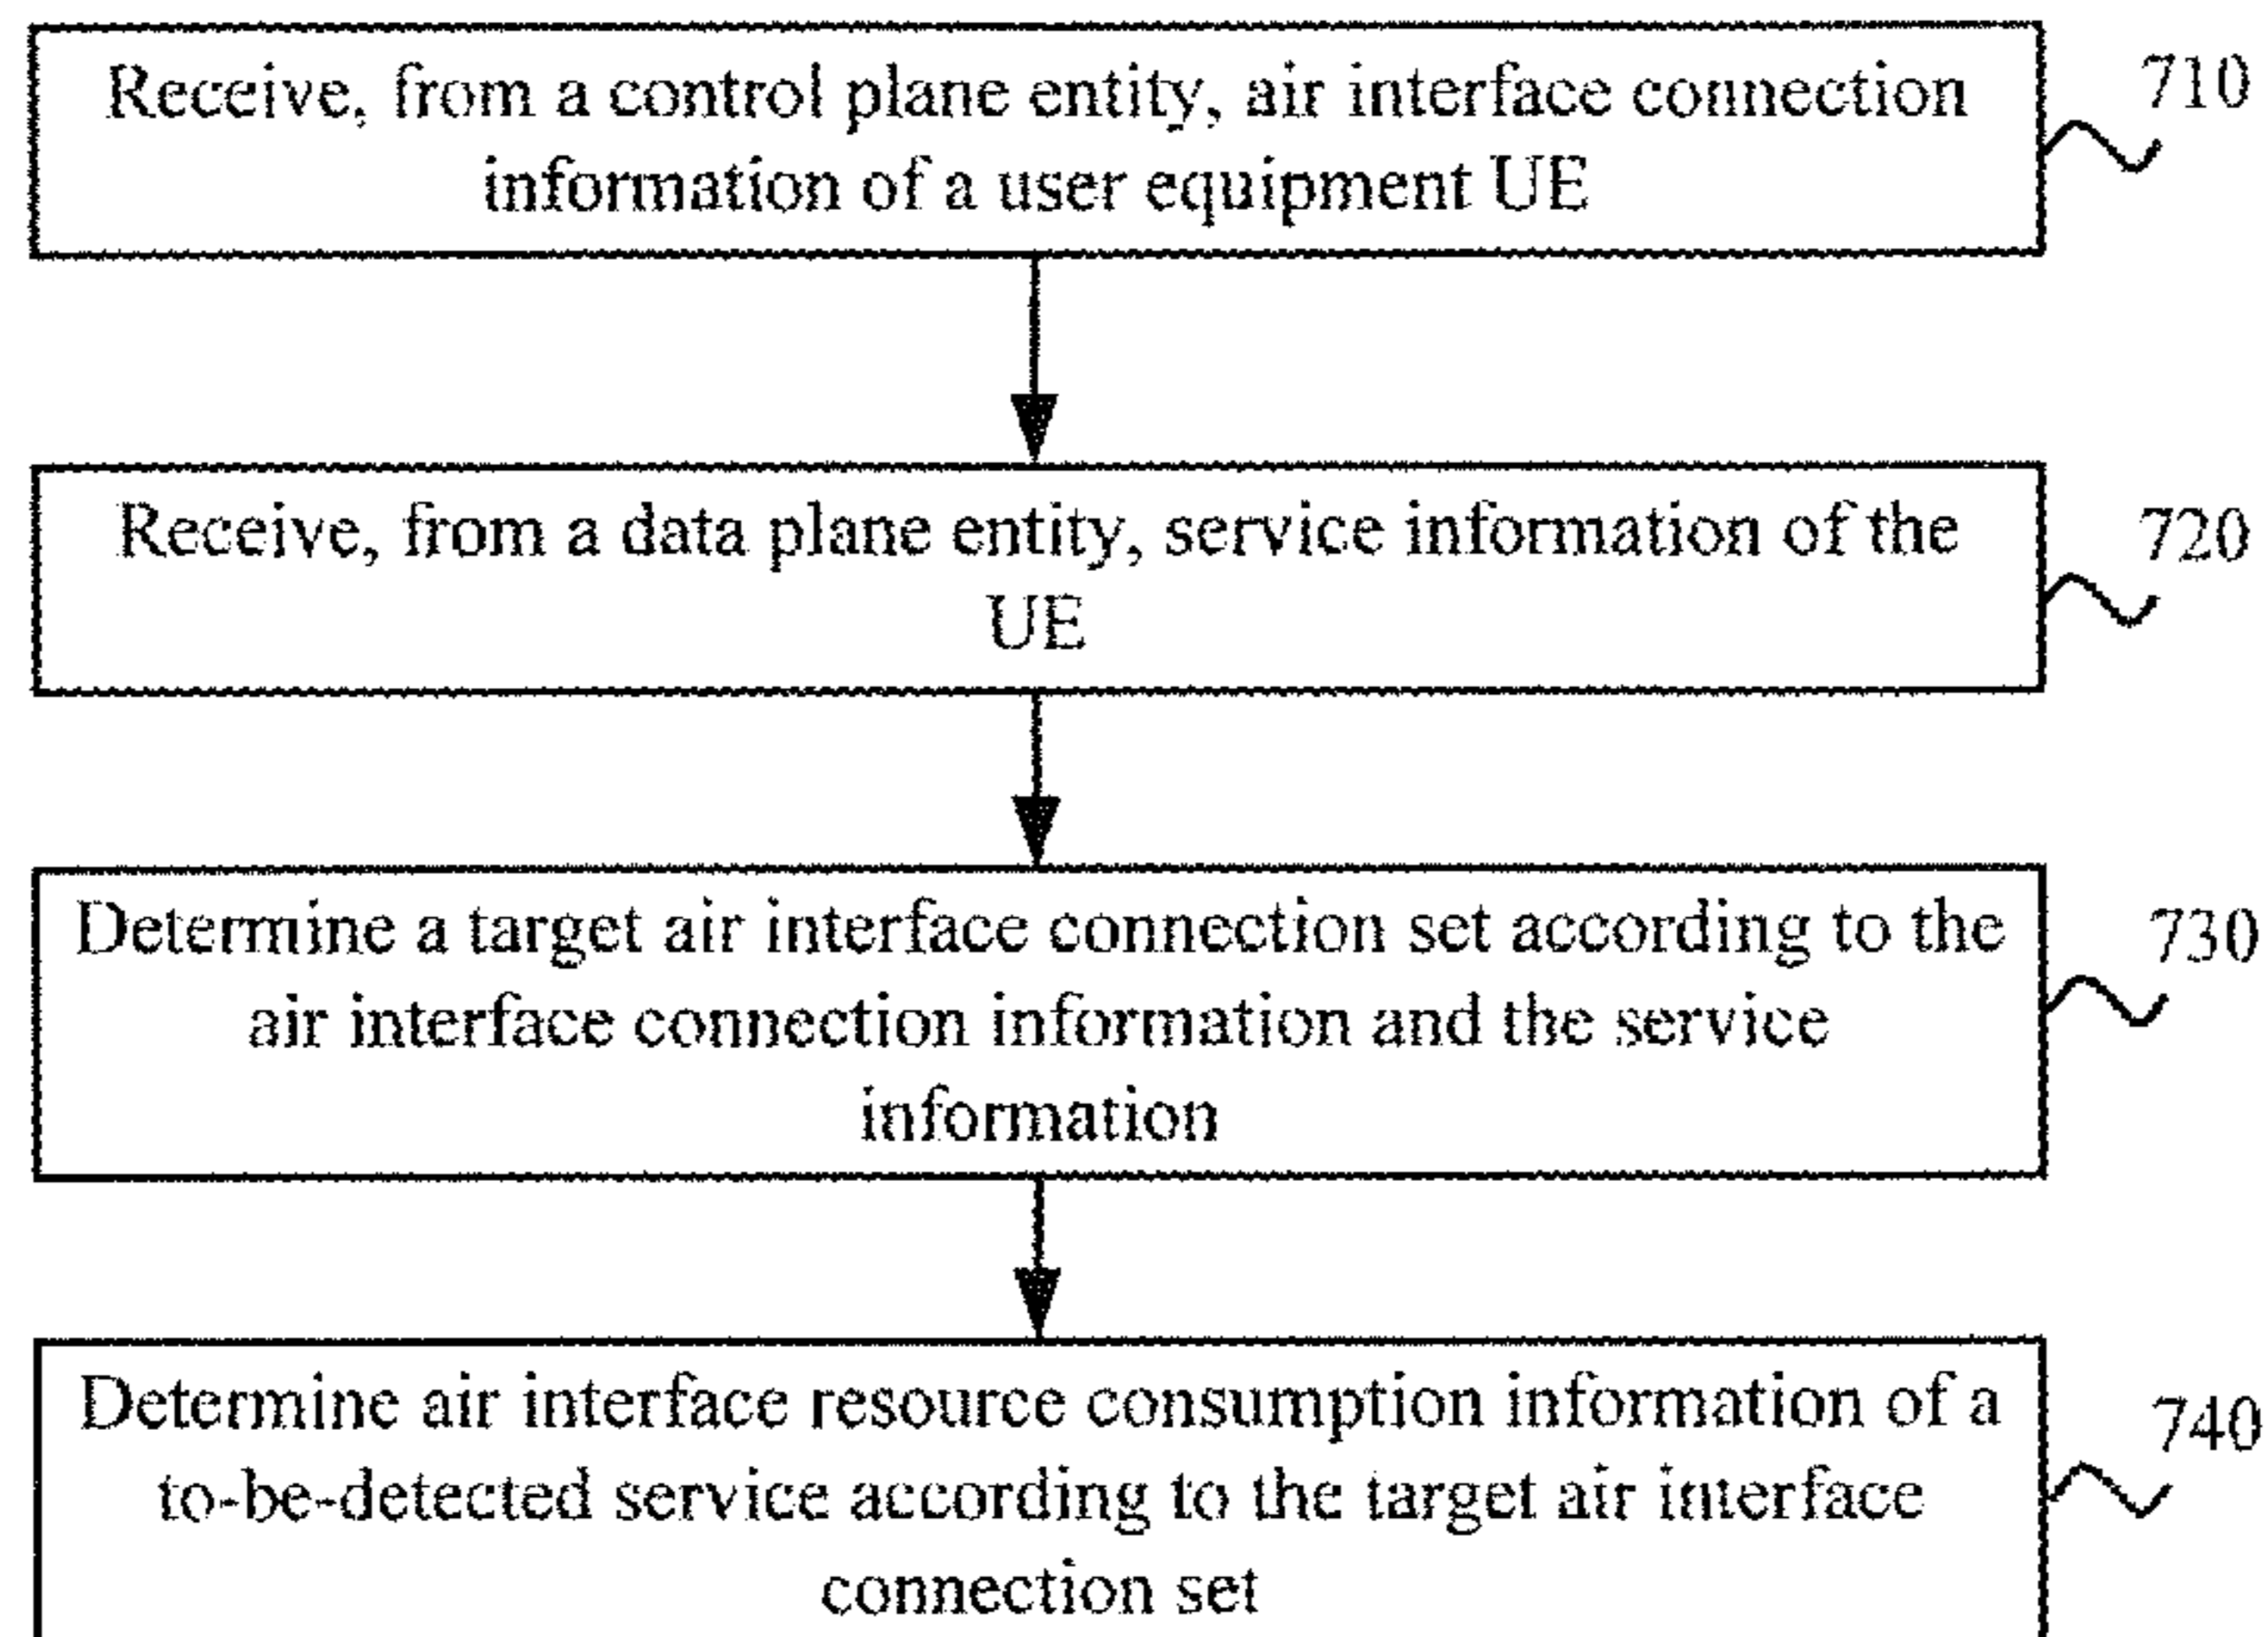 Receive, from a control plane entity, air interface connection
information of a user equipment UE
710
Receive, from a data plane entity, service information of the
UE
720
Determine a target air interface connection set according to the
air interface connection information and the service
information
730
Determine air interface resource consumption information of a
to-be-detected service according to the target air interface
connection set
740